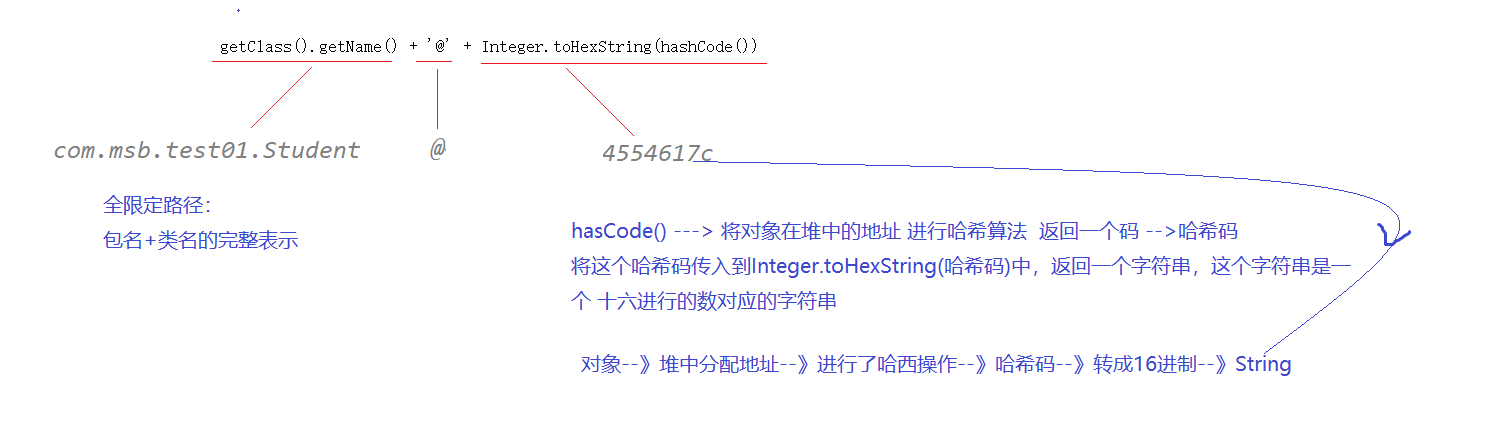 getClass().getName() + '@' + Integer.toHexString(hashCode())
com.msb.test01.Student @ 4554617c
全限定路径：
包名+类名的完整表示
hasCode() ---> 将对象在堆中的地址 进行哈希算法 返回一个码 -->哈希码
将这个哈希码传入到Integer.toHexString(哈希码)中，返回一个字符串，这个字符串是一
个 十六进行的数对应的字符串
对象--》堆中分配地址--》进行了哈西操作--》哈希码--》转成16进制--》String